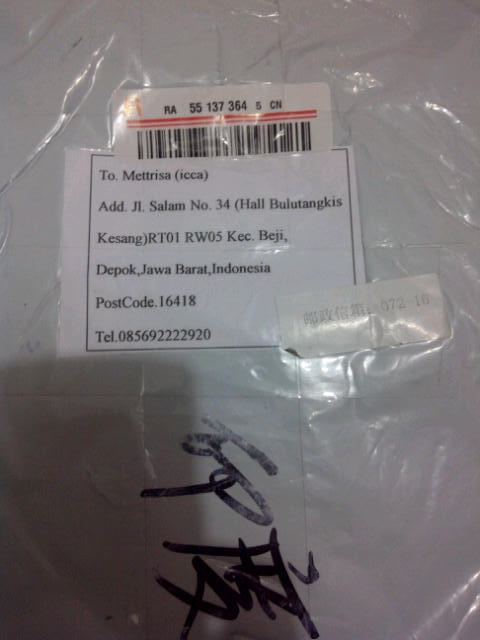 RA 55 137 364 5 CN
To. Mettrisa (icca)
Add. Jl. Salam No. 34 (Hall Bulutangkis
Kesang)RT01 RW05 Kec. Beji,
Depok,Jawa Barat,Indonesia
PostCode.16418
Tel.085692222920
邮政信箱: 072-16